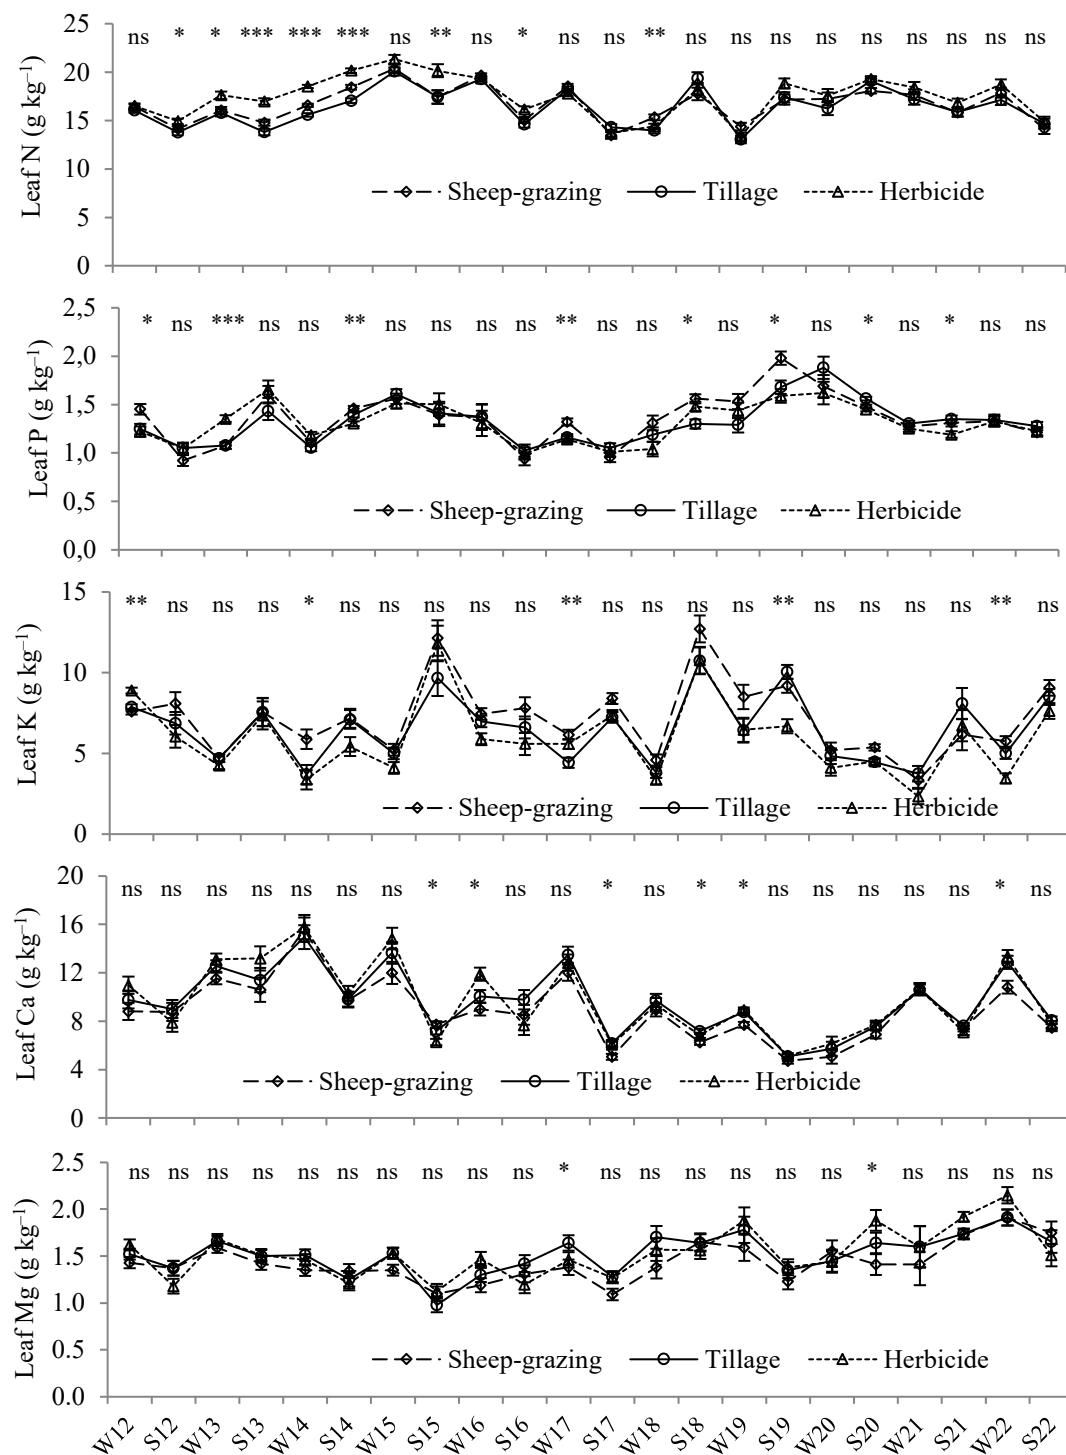 25
ns * * *** *** *** ns ** ns * ns ns ** ns ns ns ns ns ns ns ns ns
20
15
10
5
0
Leaf N (g kg⁻¹)
Sheep-grazing Tillage Herbicide
2,5
* ns *** ns ns ** ns ns ns ns ** ns ns * ns * ns * ns * ns ns
2,0
1,5
1,0
0,5
0,0
Leaf P (g kg⁻¹)
Sheep-grazing Tillage Herbicide
15
** ns ns ns * ns ns ns ns ns ** ns ns ns ns ** ns ns ns ns ** ns
10
5
0
Leaf K (g kg⁻¹)
Sheep-grazing Tillage Herbicide
20
ns ns ns ns ns ns ns * * ns ns * ns * * ns ns ns ns ns * ns
16
12
8
4
0
Leaf Ca (g kg⁻¹)
Sheep-grazing Tillage Herbicide
2.5
ns ns ns ns ns ns ns ns ns ns * ns ns ns ns ns ns * ns ns ns ns
2.0
1.5
1.0
0.5
0.0
Leaf Mg (g kg⁻¹)
Sheep-grazing Tillage Herbicide
W12 S12 W13 S13 W14 S14 W15 S15 W16 S16 W17 S17 W18 S18 W19 S19 W20 S20 W21 S21 W22 S22